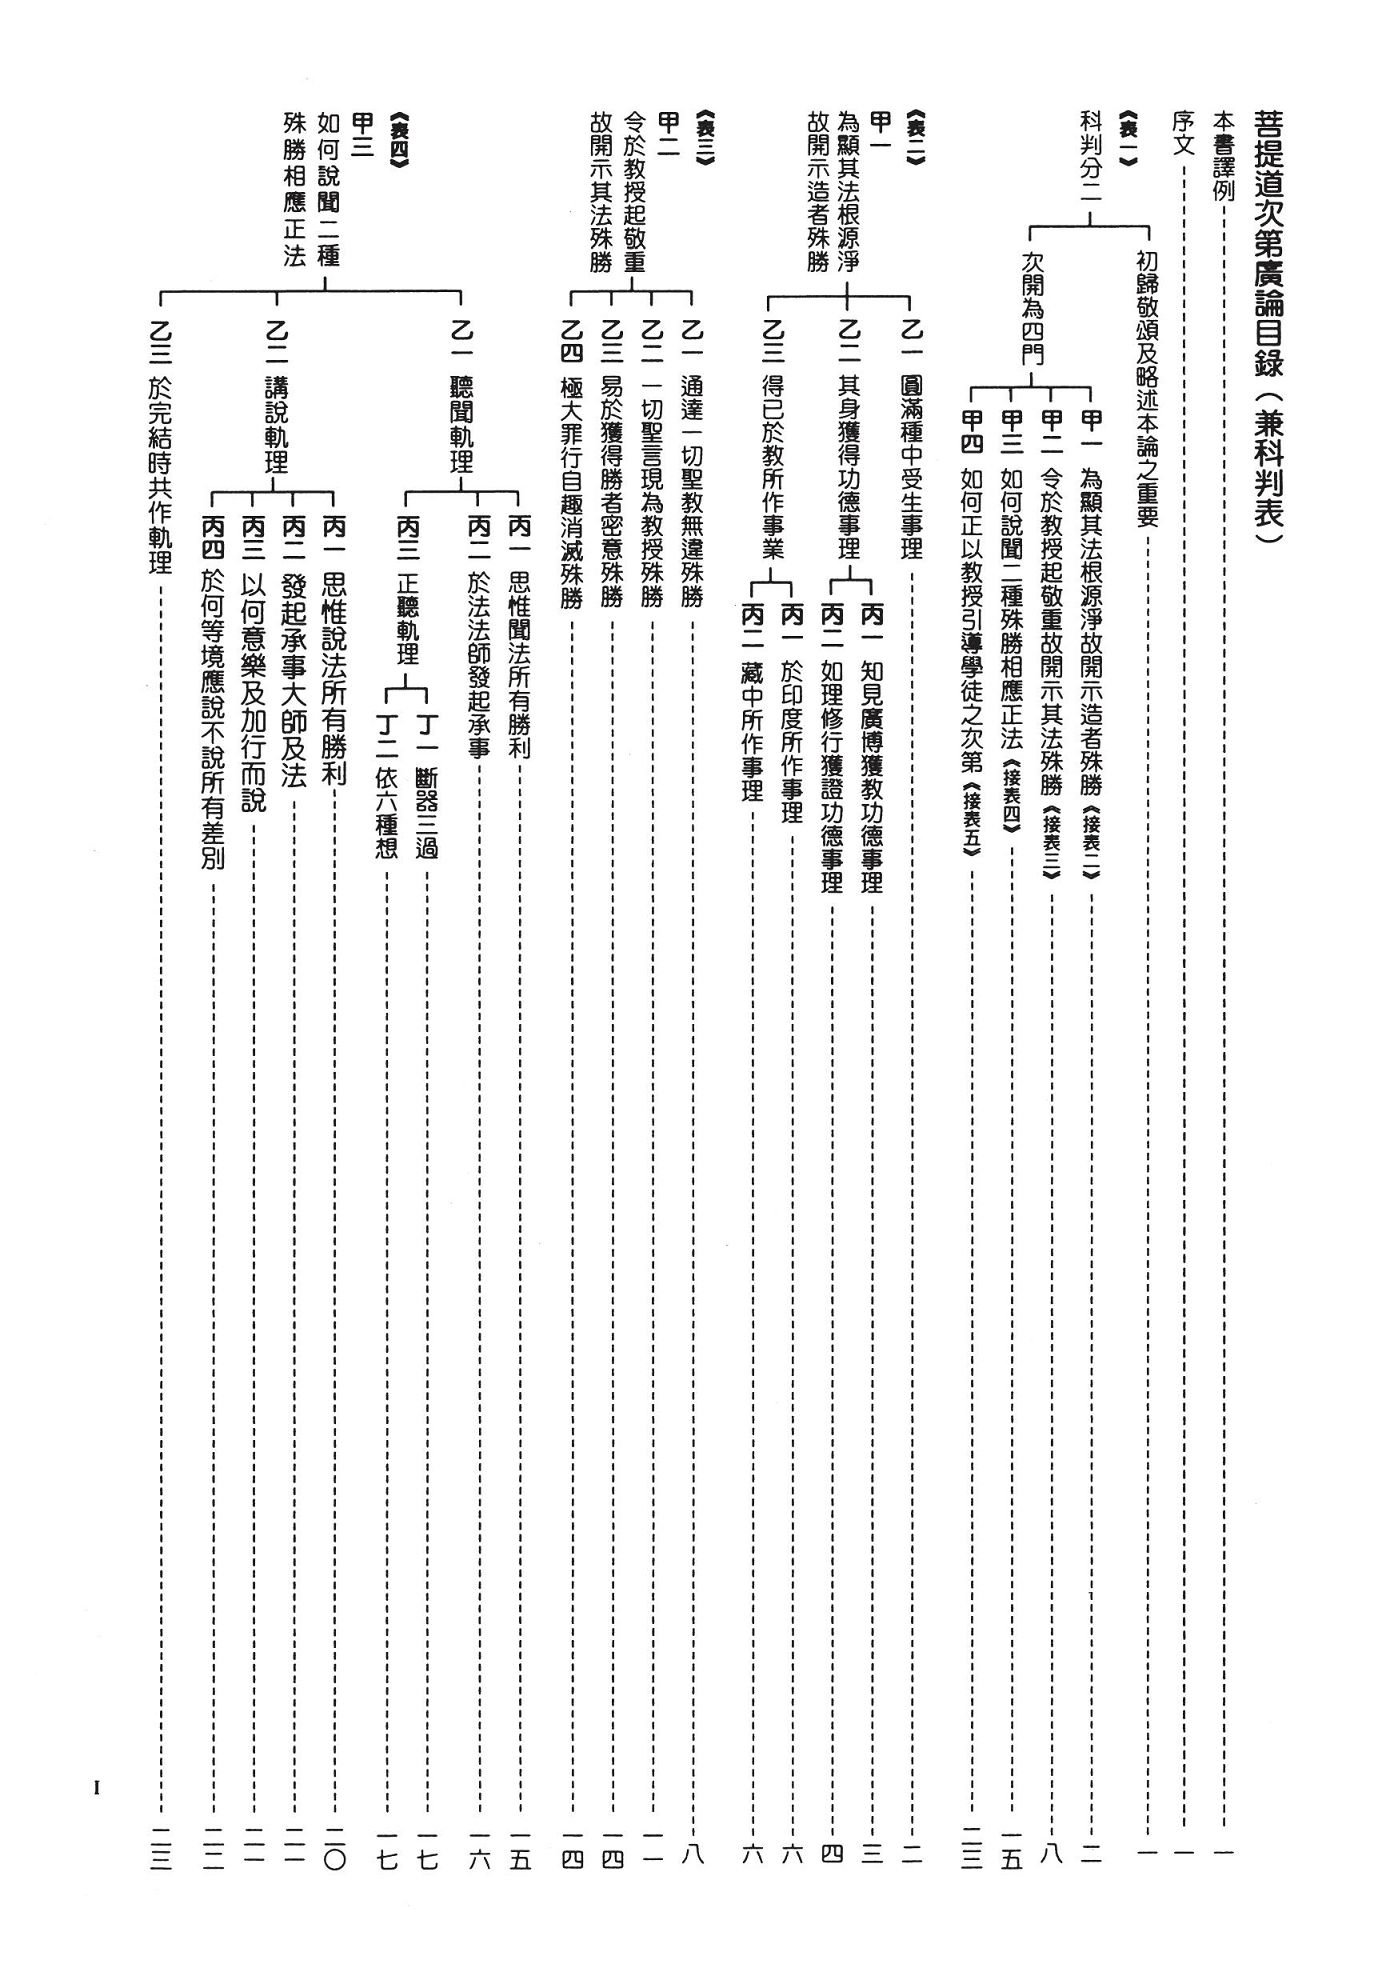 菩提道次第廣論目錄（兼科判表）
本書譯例 一
序文 一
《表一》
科判分二
初歸敬頌及略述本論之重要 一
次開為四門
甲一 為顯其法根源淨故開示造者殊勝《接表二》 二
甲二 令於教授起敬重故開示其法殊勝《接表三》 八
甲三 如何說聞二種殊勝相應正法《接表四》 一五
甲四 如何正以教授引導學徒之次第《接表五》 二三
《表二》
甲一
為顯其法根源淨
故開示造者殊勝
乙一 圓滿種中受生事理 二
乙二 其身獲得功德事理
丙一 知見廣博獲教功德事理 三
丙二 如理修行獲證功德事理 四
乙三 得已於教所作事業
丙一 於印度所作事理 六
丙二 藏中所作事理 六
《表三》
甲二
令於教授起敬重
故開示其法殊勝
乙一 通達一切聖教無違殊勝 八
乙二 一切聖言現為教授殊勝 一一
乙三 易於獲得勝者密意殊勝 一四
乙四 極大罪行自趣消滅殊勝 一四
《表四》
甲三
如何說聞二種
殊勝相應正法
乙一 聽聞軌理
丙一 思惟聞法所有勝利 一五
丙二 於法法師發起承事 一六
丙三 正聽軌理
丁一 斷器三過 一七
丁二 依六種想 一七
乙二 講說軌理
丙一 思惟說法所有勝利 二〇
丙二 發起承事大師及法 二一
丙三 以何意樂及加行而說 二一
丙四 於何等境應說不說所有差別 二二
乙三 於完結時共作軌理 二三
I